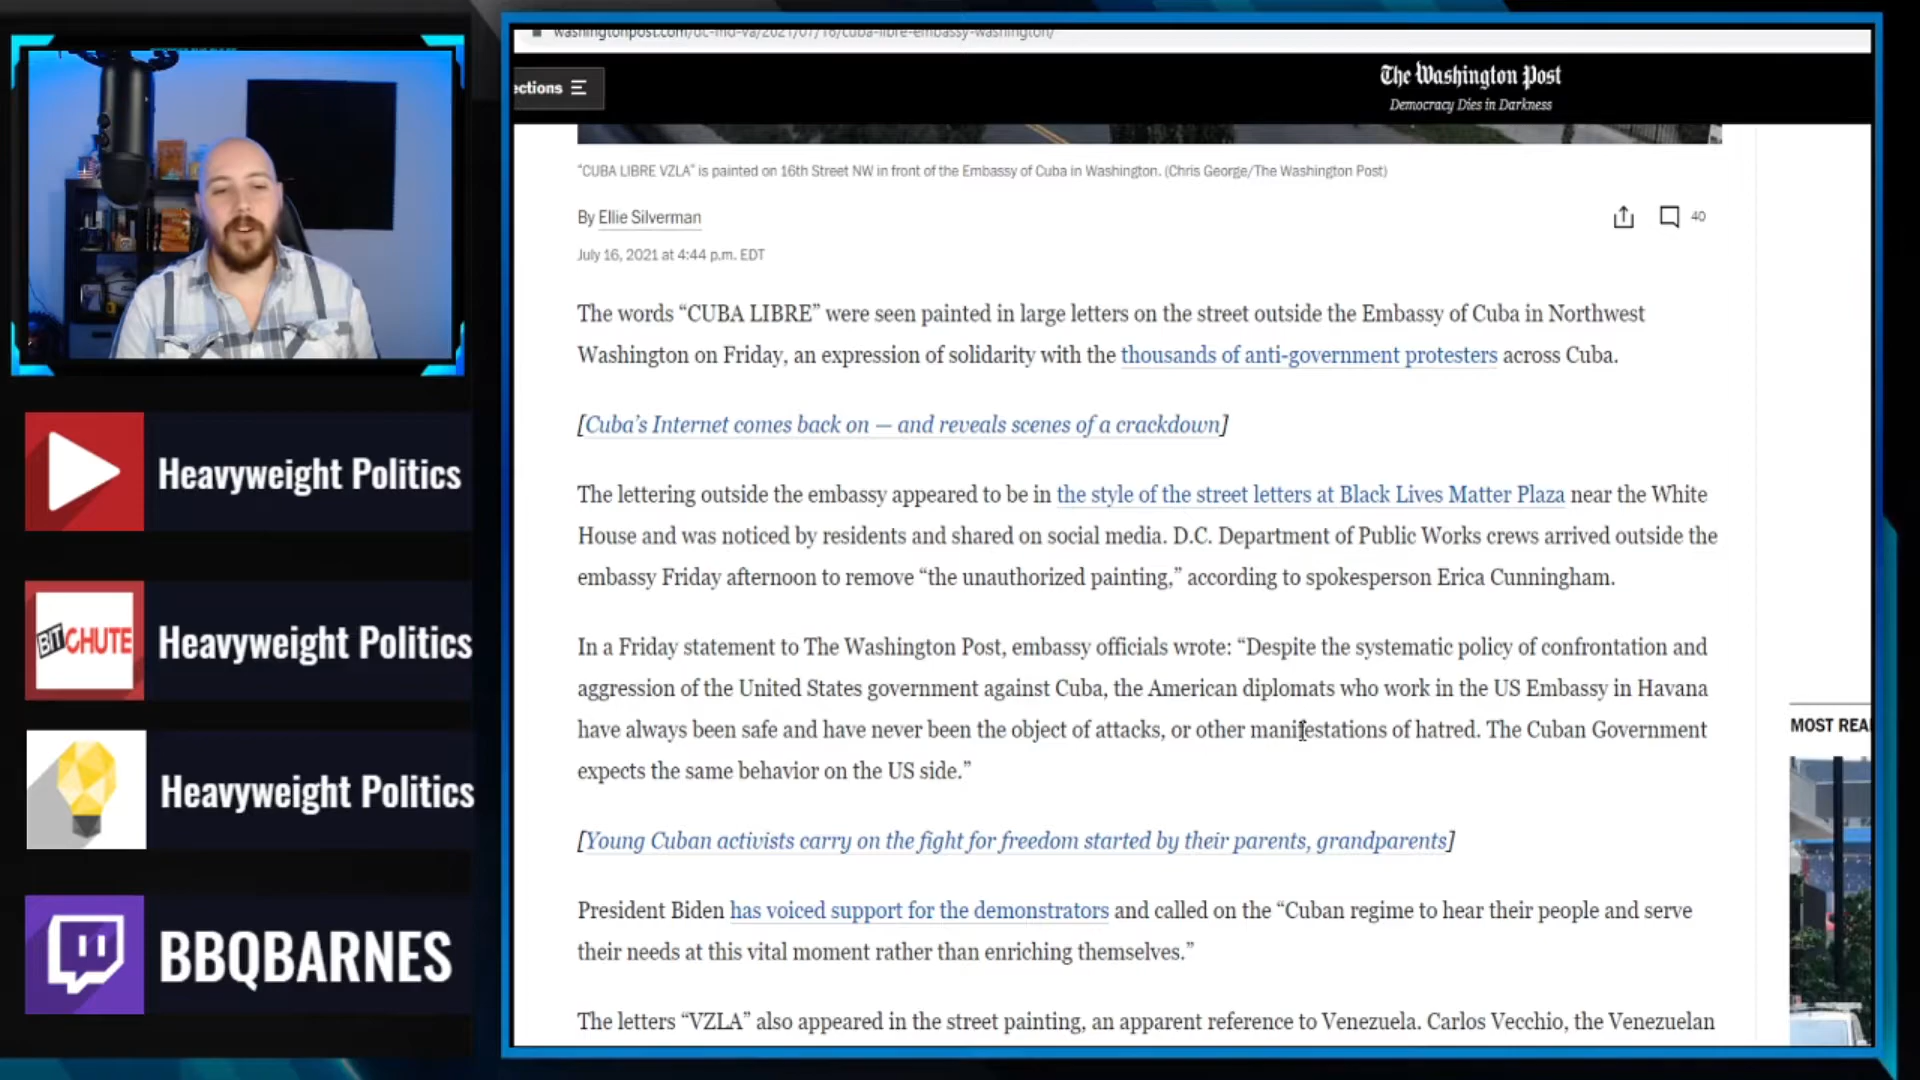 washingtonpost.com/dc-md-va/2021/07/16/cuba-libre-embassy-washington/
ections
The Washington Post
Democracy Dies in Darkness
"CUBA LIBRE VZLA" is painted on 16th Street NW in front of the Embassy of Cuba in Washington. (Chris George/The Washington Post)
By Ellie Silverman
40
July 16, 2021 at 4:44 p.m. EDT
The words “CUBA LIBRE” were seen painted in large letters on the street outside the Embassy of Cuba in Northwest
Washington on Friday, an expression of solidarity with the thousands of anti-government protesters across Cuba.
[Cuba’s Internet comes back on — and reveals scenes of a crackdown]
The lettering outside the embassy appeared to be in the style of the street letters at Black Lives Matter Plaza near the White
House and was noticed by residents and shared on social media. D.C. Department of Public Works crews arrived outside the
embassy Friday afternoon to remove “the unauthorized painting,” according to spokesperson Erica Cunningham.
In a Friday statement to The Washington Post, embassy officials wrote: “Despite the systematic policy of confrontation and
aggression of the United States government against Cuba, the American diplomats who work in the US Embassy in Havana
have always been safe and have never been the object of attacks, or other manifestations of hatred. The Cuban Government
expects the same behavior on the US side.”
[Young Cuban activists carry on the fight for freedom started by their parents, grandparents]
President Biden has voiced support for the demonstrators and called on the “Cuban regime to hear their people and serve
their needs at this vital moment rather than enriching themselves.”
The letters “VZLA” also appeared in the street painting, an apparent reference to Venezuela. Carlos Vecchio, the Venezuelan
MOST REA
Heavyweight Politics
BIT CHUTE
Heavyweight Politics
Heavyweight Politics
BBQBARNES